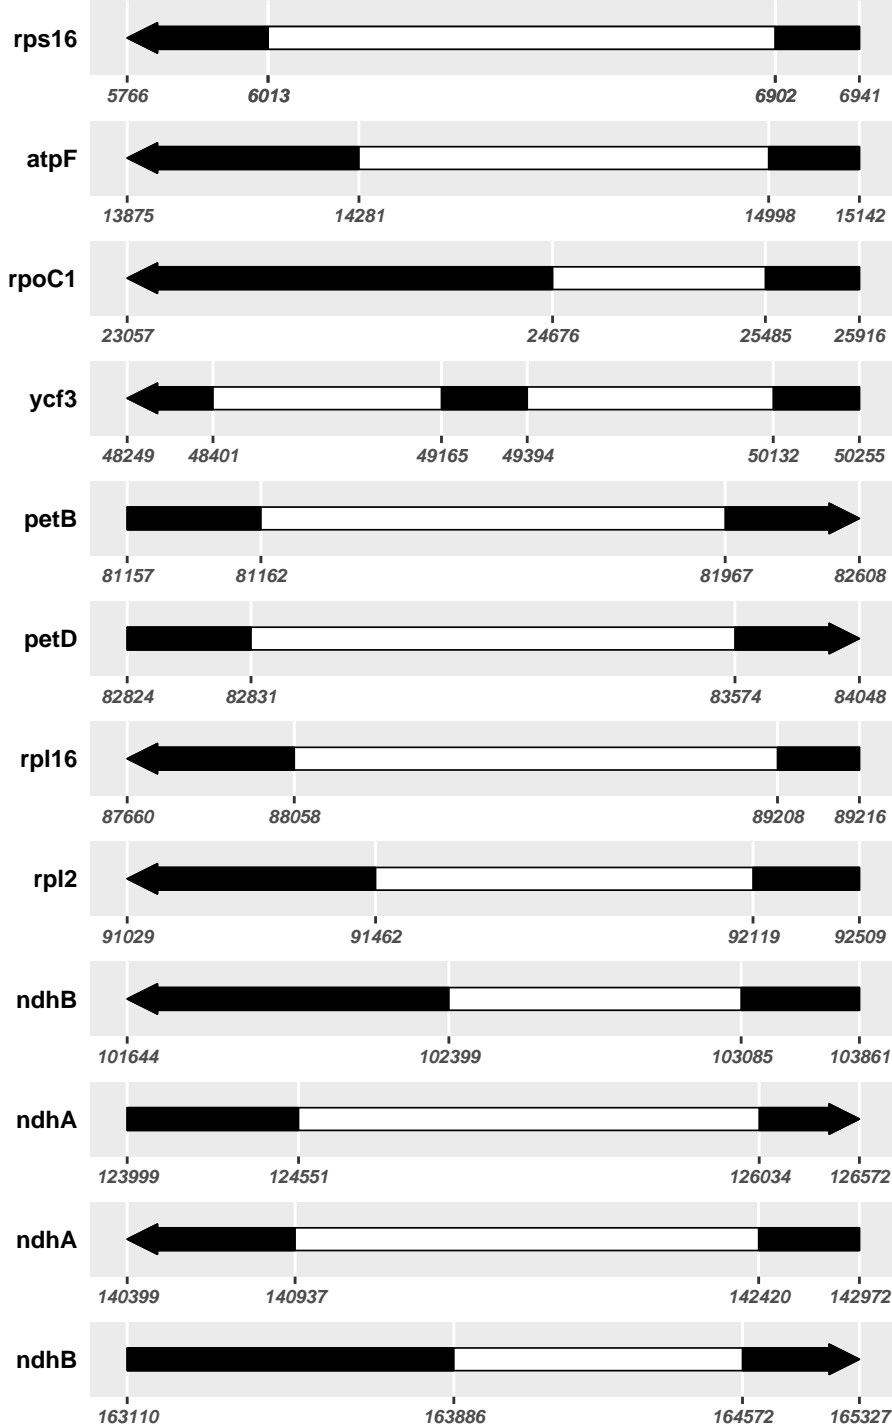 rps16
5766 6013 6902 6941
atpF
13875 14281 14998 15142
rpoC1
23057 24676 25485 25916
ycf3
48249 48401 49165 49394 50132 50255
petB
81157 81162 81967 82608
petD
82824 82831 83574 84048
rpl16
87660 88058 89208 89216
rpl2
91029 91462 92119 92509
ndhB
101644 102399 103085 103861
ndhA
123999 124551 126034 126572
ndhA
140399 140937 142420 142972
ndhB
163110 163886 164572 165327